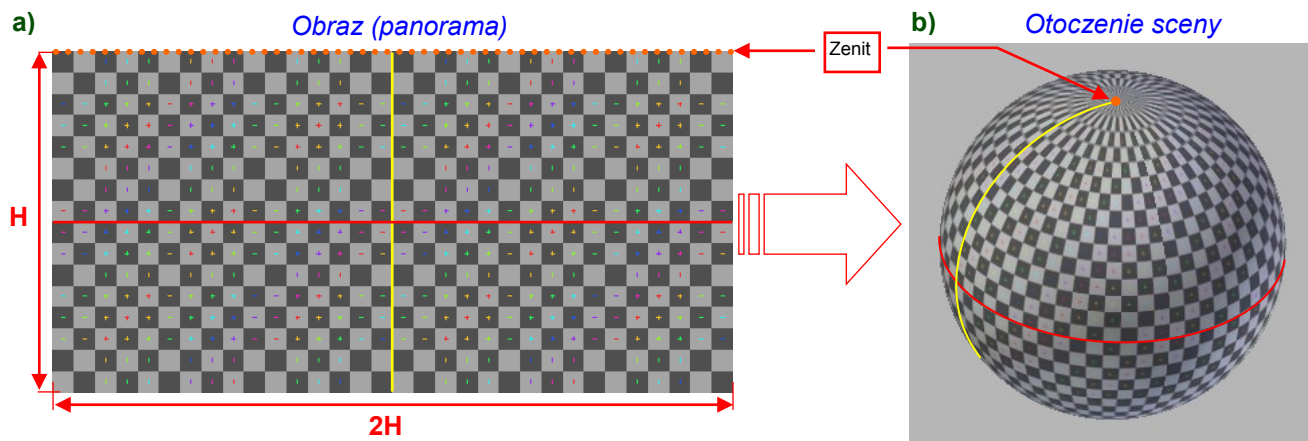 a)
Obraz (panorama)
Zenit
b)
Otoczenie sceny
H
2H